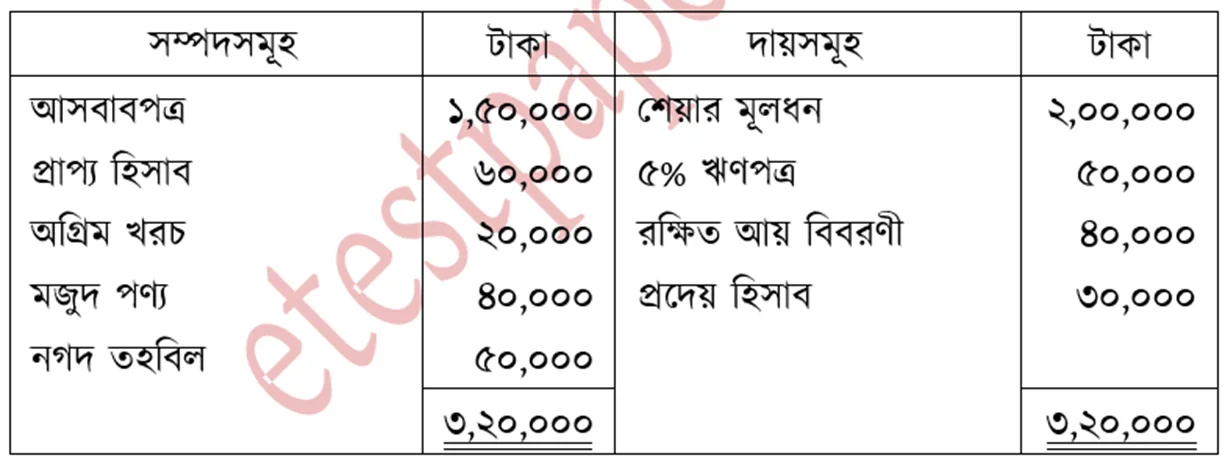 সম্পদসমূহ টাকা দায়সমূহ টাকা
আসবাবপত্র ১,৫০,০০০ শেয়ার মূলধন ২,০০,০০০
প্রাপ্য হিসাব ৬০,০০০ ৫% ঋণপত্র ৫০,০০০
অগ্রিম খরচ ২০,০০০ রক্ষিত আয় বিবরণী ৪০,০০০
মজুদ পণ্য ৪০,০০০ প্রদেয় হিসাব ৩০,০০০
নগদ তহবিল ৫০,০০০
৩,২০,০০০ ৩,২০,০০০
etestpape